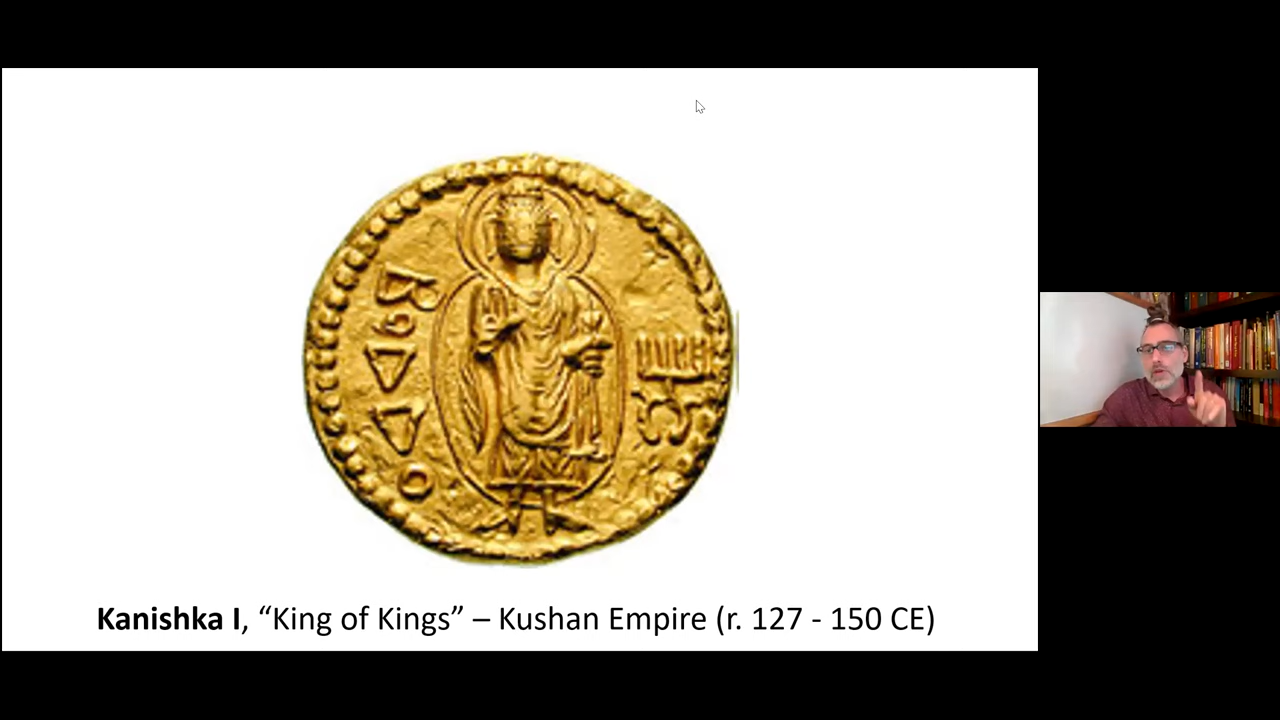 ΒΟΔΔΟ
Kanishka I, “King of Kings” – Kushan Empire (r. 127 - 150 CE)